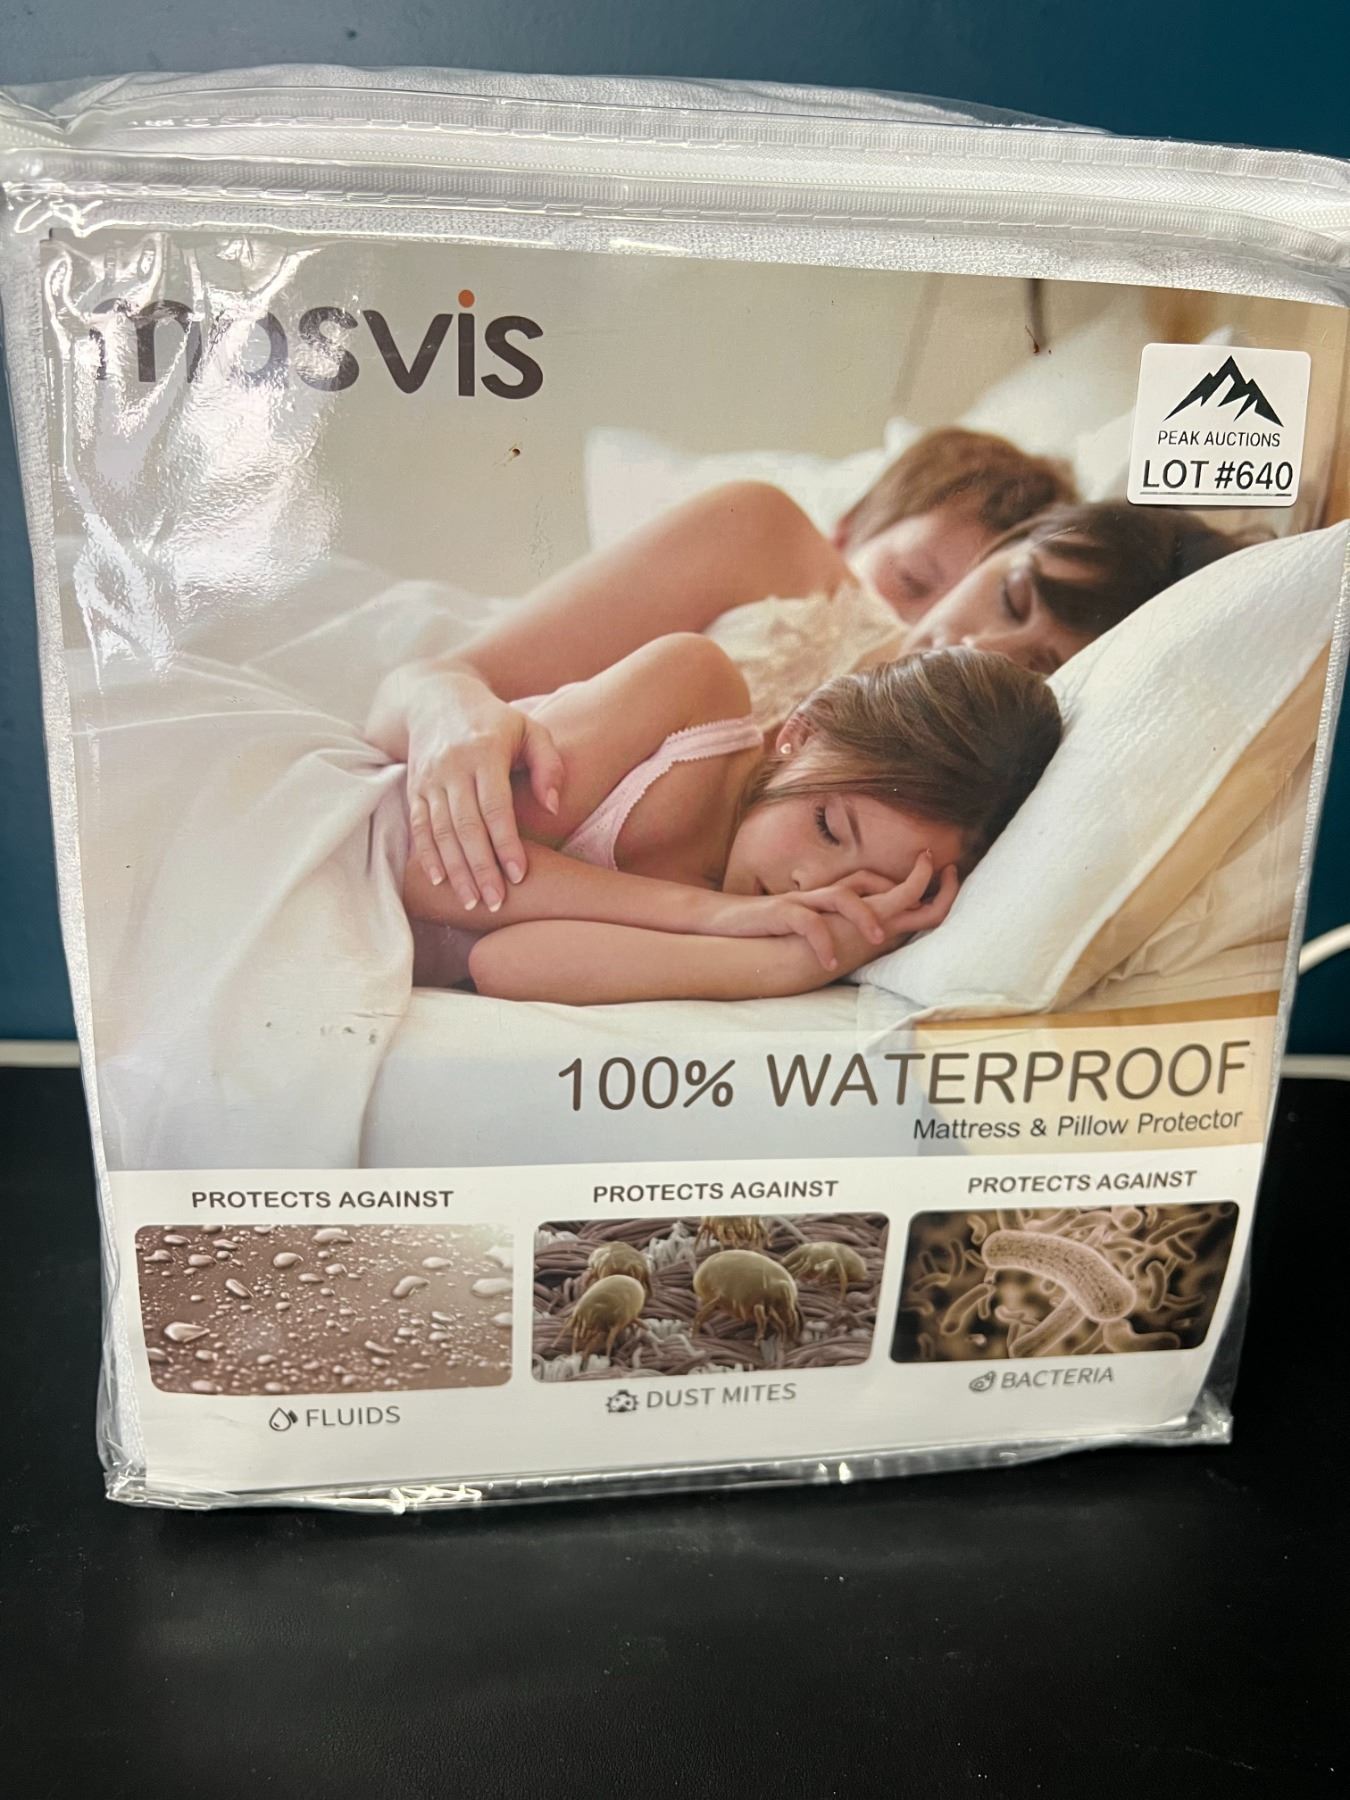 mosvis
PEAK AUCTIONS
LOT #640
100% WATERPROOF
Mattress & Pillow Protector
PROTECTS AGAINST
FLUIDS
PROTECTS AGAINST
DUST MITES
PROTECTS AGAINST
BACTERIA